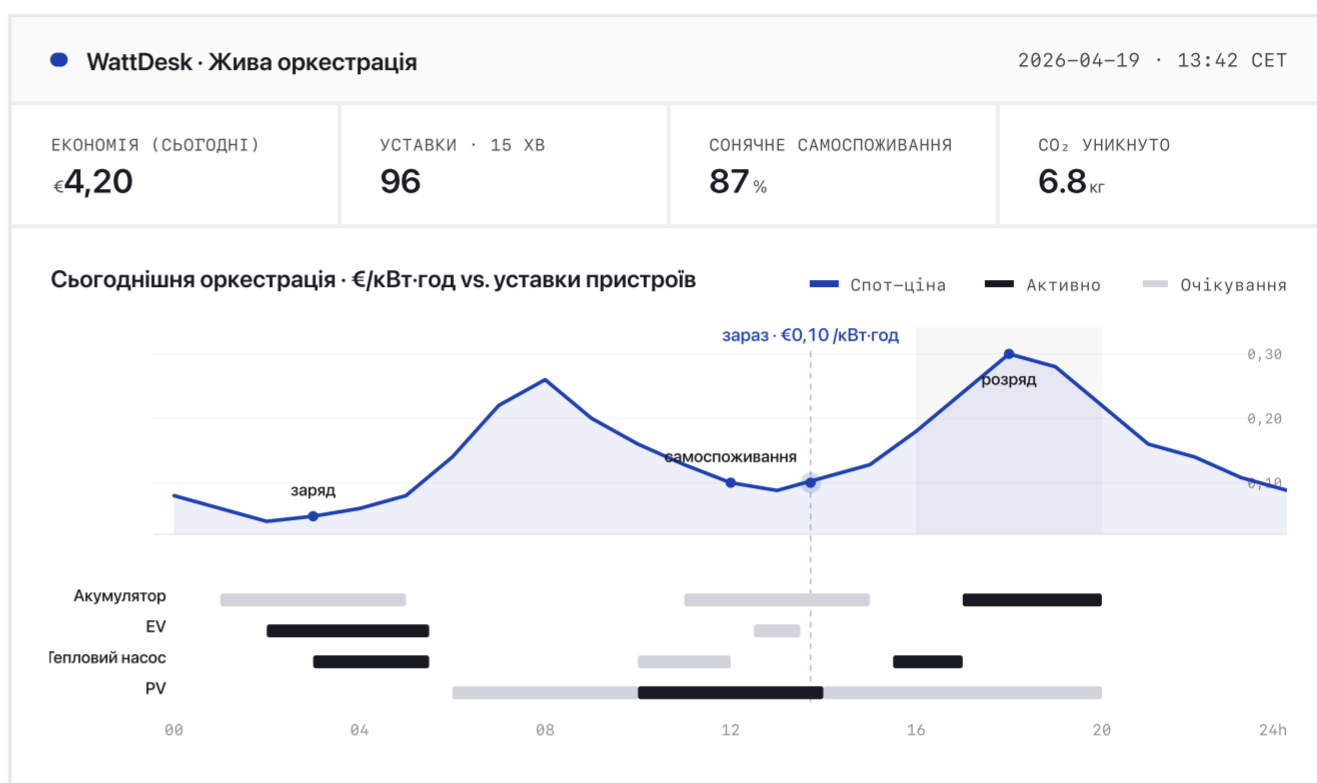 WattDesk · Жива оркестрація
2026–04–19 · 13:42 CET
ЕКОНОМІЯ (СЬОГОДНІ)
€4,20
УСТАВКИ · 15 ХВ
96
СОНЯЧНЕ САМОСПОЖИВАННЯ
87 %
CO₂ УНИКНУТО
6.8 кг
Сьогоднішня оркестрація · €/кВт·год vs. уставки пристроїв
Спот–ціна
Активно
Очікування
зараз · €0,10 /кВт·год
0,30
розряд
0,20
самоспоживання
0,10
заряд
Акумулятор
EV
Тепловий насос
PV
00 04 08 12 16 20 24h